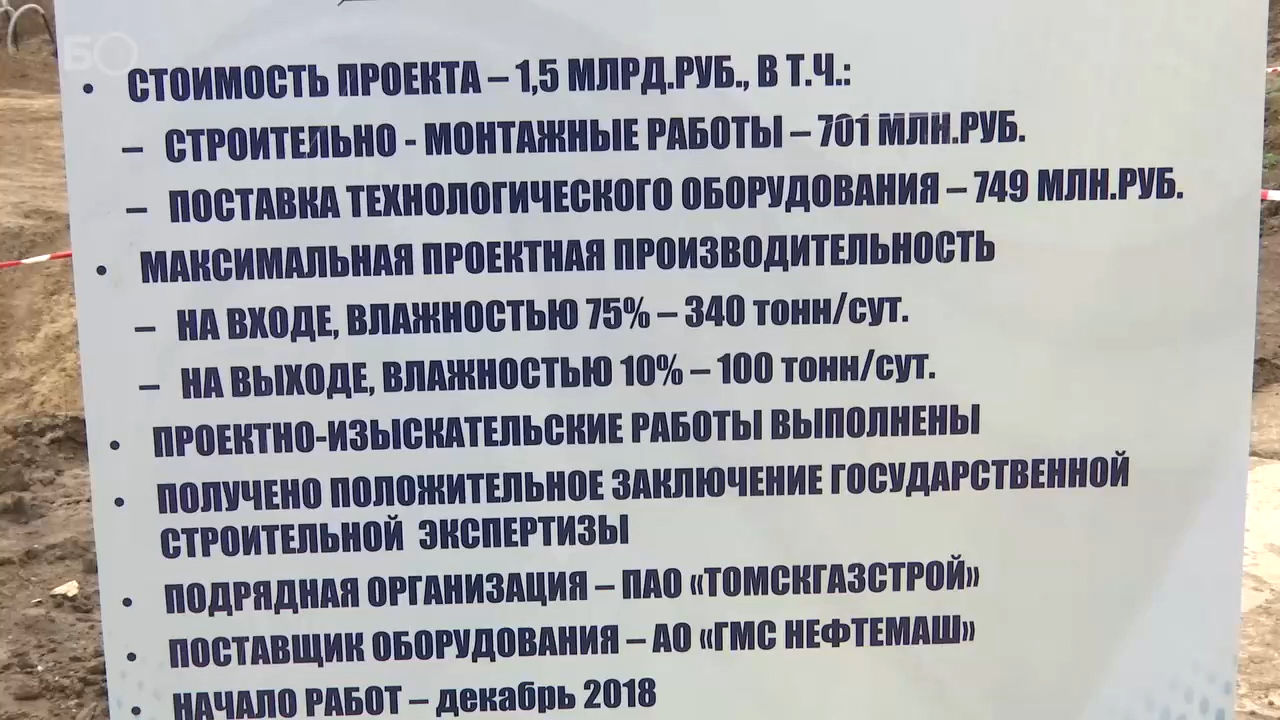 БО
• СТОИМОСТЬ ПРОЕКТА – 1,5 МЛРД.РУБ., В Т.Ч.:
– СТРОИТЕЛЬНО - МОНТАЖНЫЕ РАБОТЫ – 701 МЛН.РУБ.
– ПОСТАВКА ТЕХНОЛОГИЧЕСКОГО ОБОРУДОВАНИЯ – 749 МЛН.РУБ.
• МАКСИМАЛЬНАЯ ПРОЕКТНАЯ ПРОИЗВОДИТЕЛЬНОСТЬ
– НА ВХОДЕ, ВЛАЖНОСТЬЮ 75% – 340 тонн/сут.
– НА ВЫХОДЕ, ВЛАЖНОСТЬЮ 10% – 100 тонн/сут.
• ПРОЕКТНО-ИЗЫСКАТЕЛЬСКИЕ РАБОТЫ ВЫПОЛНЕНЫ
• ПОЛУЧЕНО ПОЛОЖИТЕЛЬНОЕ ЗАКЛЮЧЕНИЕ ГОСУДАРСТВЕННОЙ
СТРОИТЕЛЬНОЙ ЭКСПЕРТИЗЫ
• ПОДРЯДНАЯ ОРГАНИЗАЦИЯ – ПАО «ТОМСКГАЗСТРОЙ»
• ПОСТАВЩИК ОБОРУДОВАНИЯ – АО «ГМС НЕФТЕМАШ»
• НАЧАЛО РАБОТ – декабрь 2018